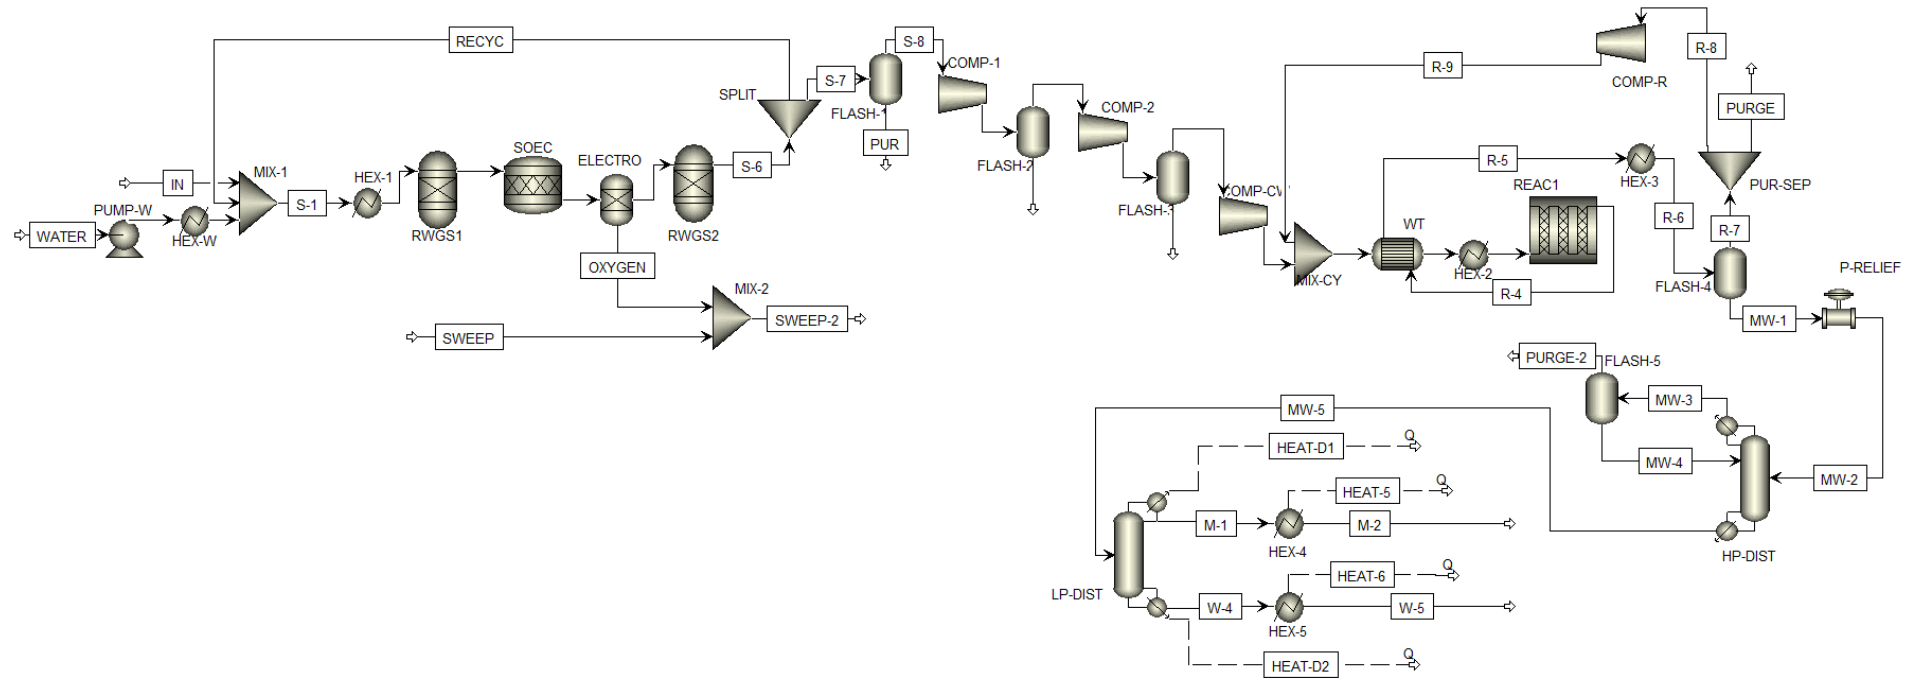 RECYC
S-8
COMP-1
S-7
SPLIT
FLASH-
PUR
FLASH-2
COMP-2
FLASH-
R-9
R-8
COMP-R
PURGE
PUR-SEP
R-5
HEX-3
REAC1
R-6
R-7
WT
HEX-2
R-4
FLASH-4
MIX-CY
SOEC
ELECTRO
IN
MIX-1
HEX-1
S-1
S-6
RWGS1
RWGS2
PUMP-W
HEX-W
WATER
OXYGEN
MIX-2
SWEEP
SWEEP-2
P-RELIEF
MW-1
PURGE-2
FLASH-5
MW-3
MW-4
MW-2
MW-5
HP-DIST
HEAT-D1
Q
HEAT-5
Q
M-1
M-2
HEX-4
HEAT-6
Q
LP-DIST
W-4
W-5
HEX-5
HEAT-D2
Q